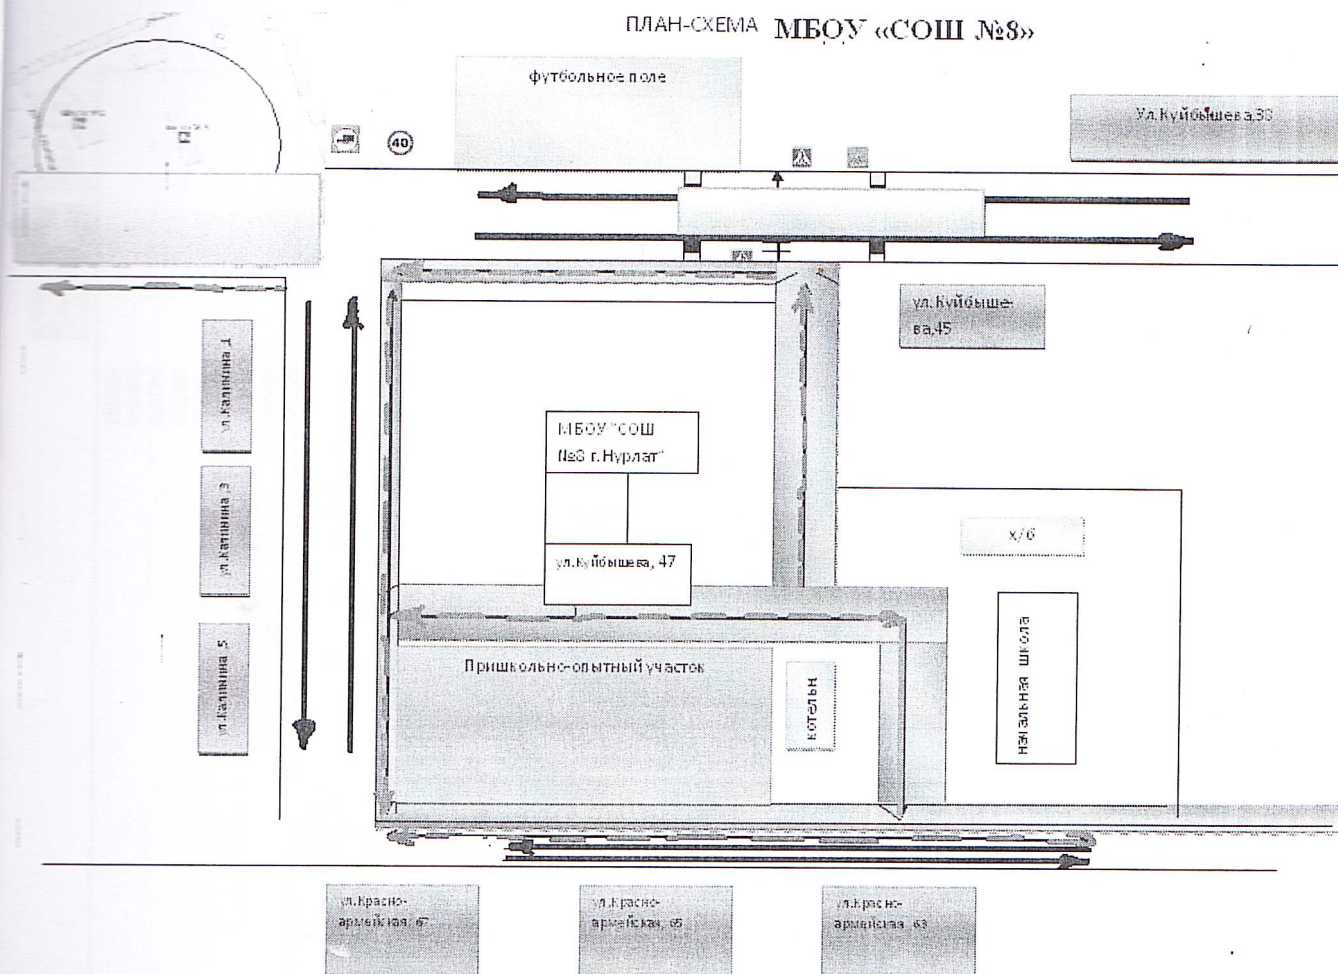 ПЛАН-СХЕМА МБОУ «СОШ №8»
футбольное поле
Ул.Куйбышева,38
40
ул.Куйбыше-
ва,45
ул.Калинина 1
МБОУ "СОШ
№8 г.Нурлат"
ул.Калинина ,3
х/б
ул.Куйбышева, 47
ул.Калинина ,5
Пришкольно-опытный участок
котельн
начальная школа
ул.Красно-
армейская, 67
ул.Красно-
армейская, 65
ул.Красно-
армейская 63